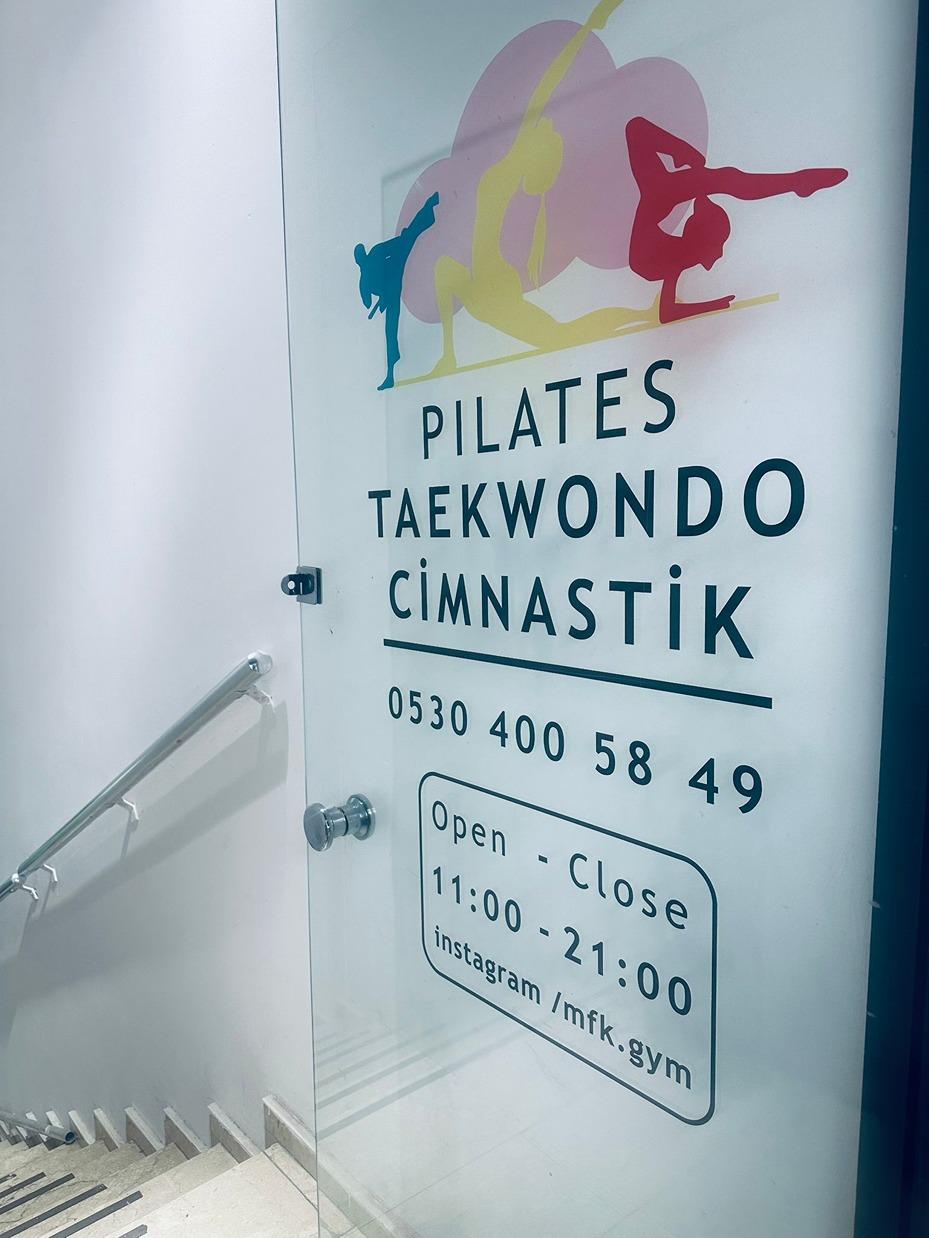 PILATES
TAEKWONDO
CİMNASTİK
0530 400 58 49
Open - Close
11:00 - 21:00
instagram /mfk.gym